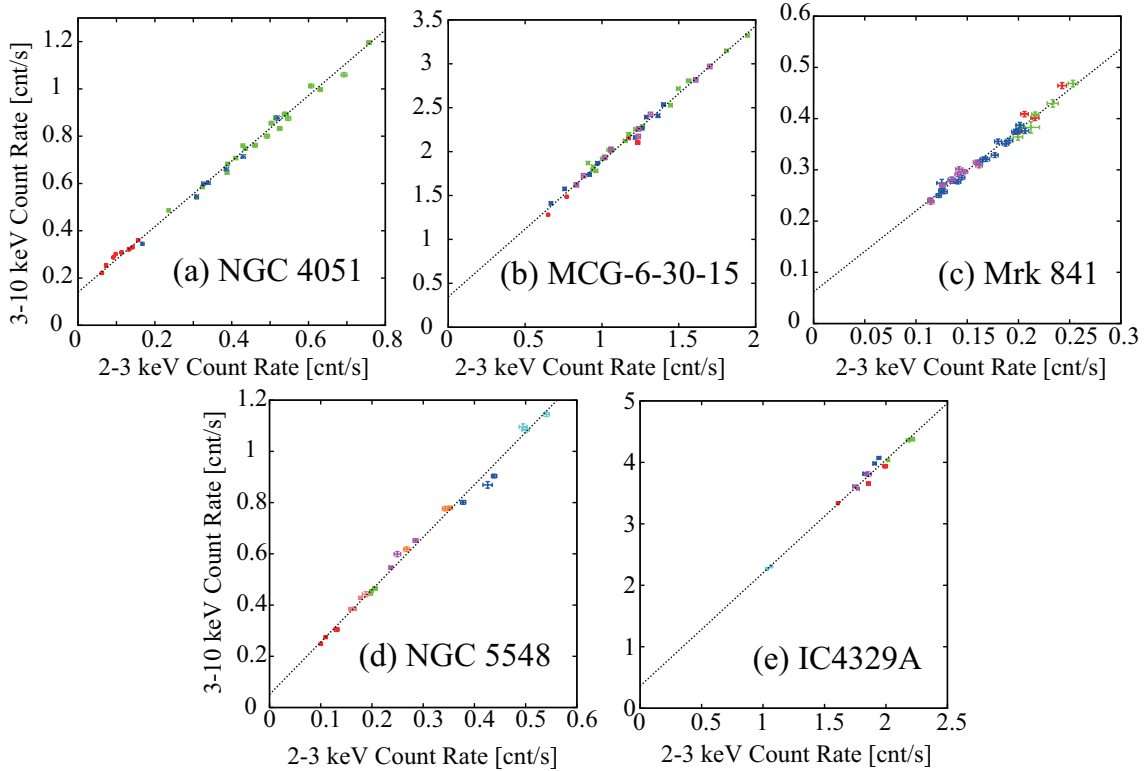 3-10 keV Count Rate [cnt/s]
1.2
1
0.8
0.6
0.4
0.2
0
(a) NGC 4051
0 0.2 0.4 0.6 0.8
2-3 keV Count Rate [cnt/s]
3.5
3
2.5
2
1.5
1
0.5
0
(b) MCG-6-30-15
0 0.5 1 1.5 2
2-3 keV Count Rate [cnt/s]
0.6
0.5
0.4
0.3
0.2
0.1
0
(c) Mrk 841
0 0.05 0.1 0.15 0.2 0.25 0.3
2-3 keV Count Rate [cnt/s]
3-10 keV Count Rate [cnt/s]
1.2
1
0.8
0.6
0.4
0.2
0
(d) NGC 5548
0 0.1 0.2 0.3 0.4 0.5 0.6
2-3 keV Count Rate [cnt/s]
5
4
3
2
1
0
(e) IC4329A
0 0.5 1 1.5 2 2.5
2-3 keV Count Rate [cnt/s]